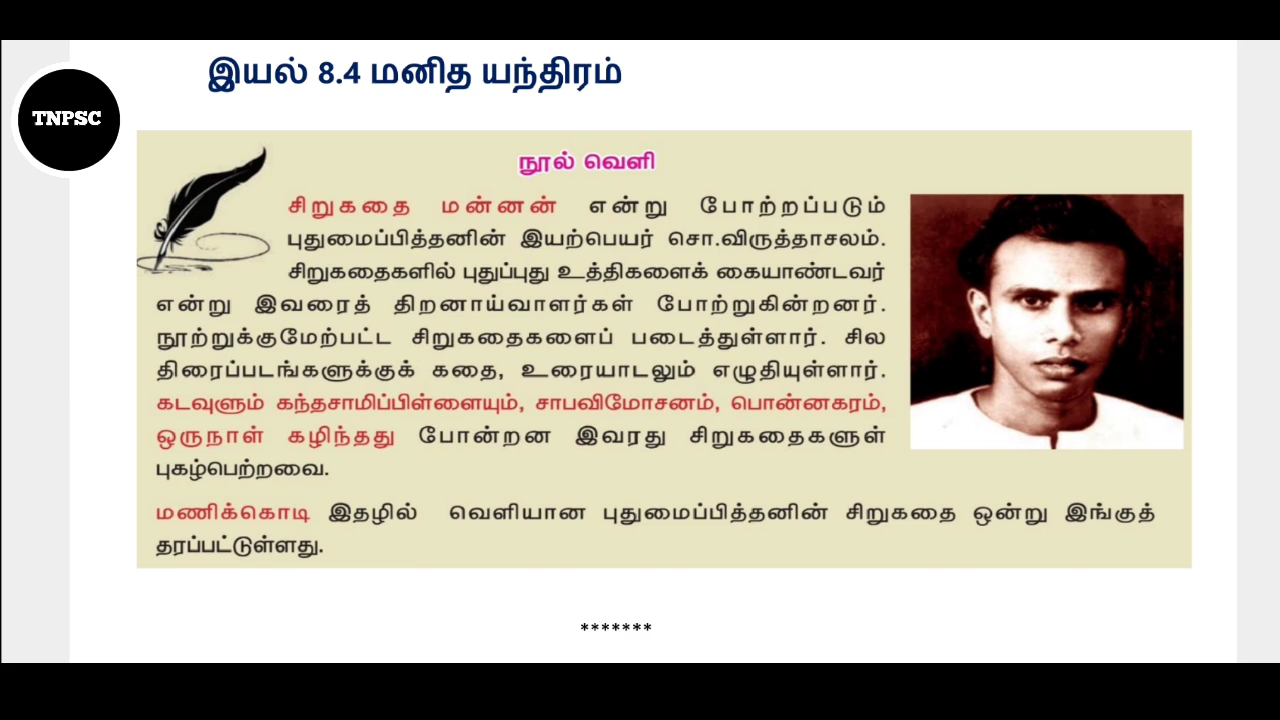 இயல் 8.4 மனித யந்திரம்
TNPSC
நூல் வெளி
சிறுகதை மன்னன் என்று போற்றப்படும்
புதுமைப்பித்தனின் இயற்பெயர் சொ.விருத்தாசலம்.
சிறுகதைகளில் புதுப்புது உத்திகளைக் கையாண்டவர்
என்று இவரைத் திறனாய்வாளர்கள் போற்றுகின்றனர்.
நூற்றுக்குமேற்பட்ட சிறுகதைகளைப் படைத்துள்ளார். சில
திரைப்படங்களுக்குக் கதை, உரையாடலும் எழுதியுள்ளார்.
கடவுளும் கந்தசாமிப்பிள்ளையும், சாபவிமோசனம், பொன்னகரம்,
ஒருநாள் கழிந்தது போன்றன இவரது சிறுகதைகளுள்
புகழ்பெற்றவை.
மணிக்கொடி இதழில் வெளியான புதுமைப்பித்தனின் சிறுகதை ஒன்று இங்குத்
தரப்பட்டுள்ளது.
*******